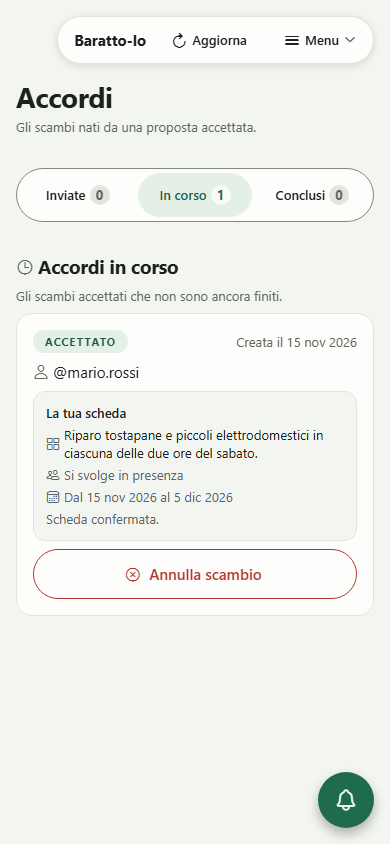 Baratto-lo
Aggiorna
Menu
Accordi
Gli scambi nati da una proposta accettata.
Inviate 0
In corso 1
Conclusi 0
Accordi in corso
Gli scambi accettati che non sono ancora finiti.
ACCETTATO
Creata il 15 nov 2026
@mario.rossi
La tua scheda
Riparo tostapane e piccoli elettrodomestici in
ciascuna delle due ore del sabato.
Si svolge in presenza
Dal 15 nov 2026 al 5 dic 2026
Scheda confermata.
Annulla scambio